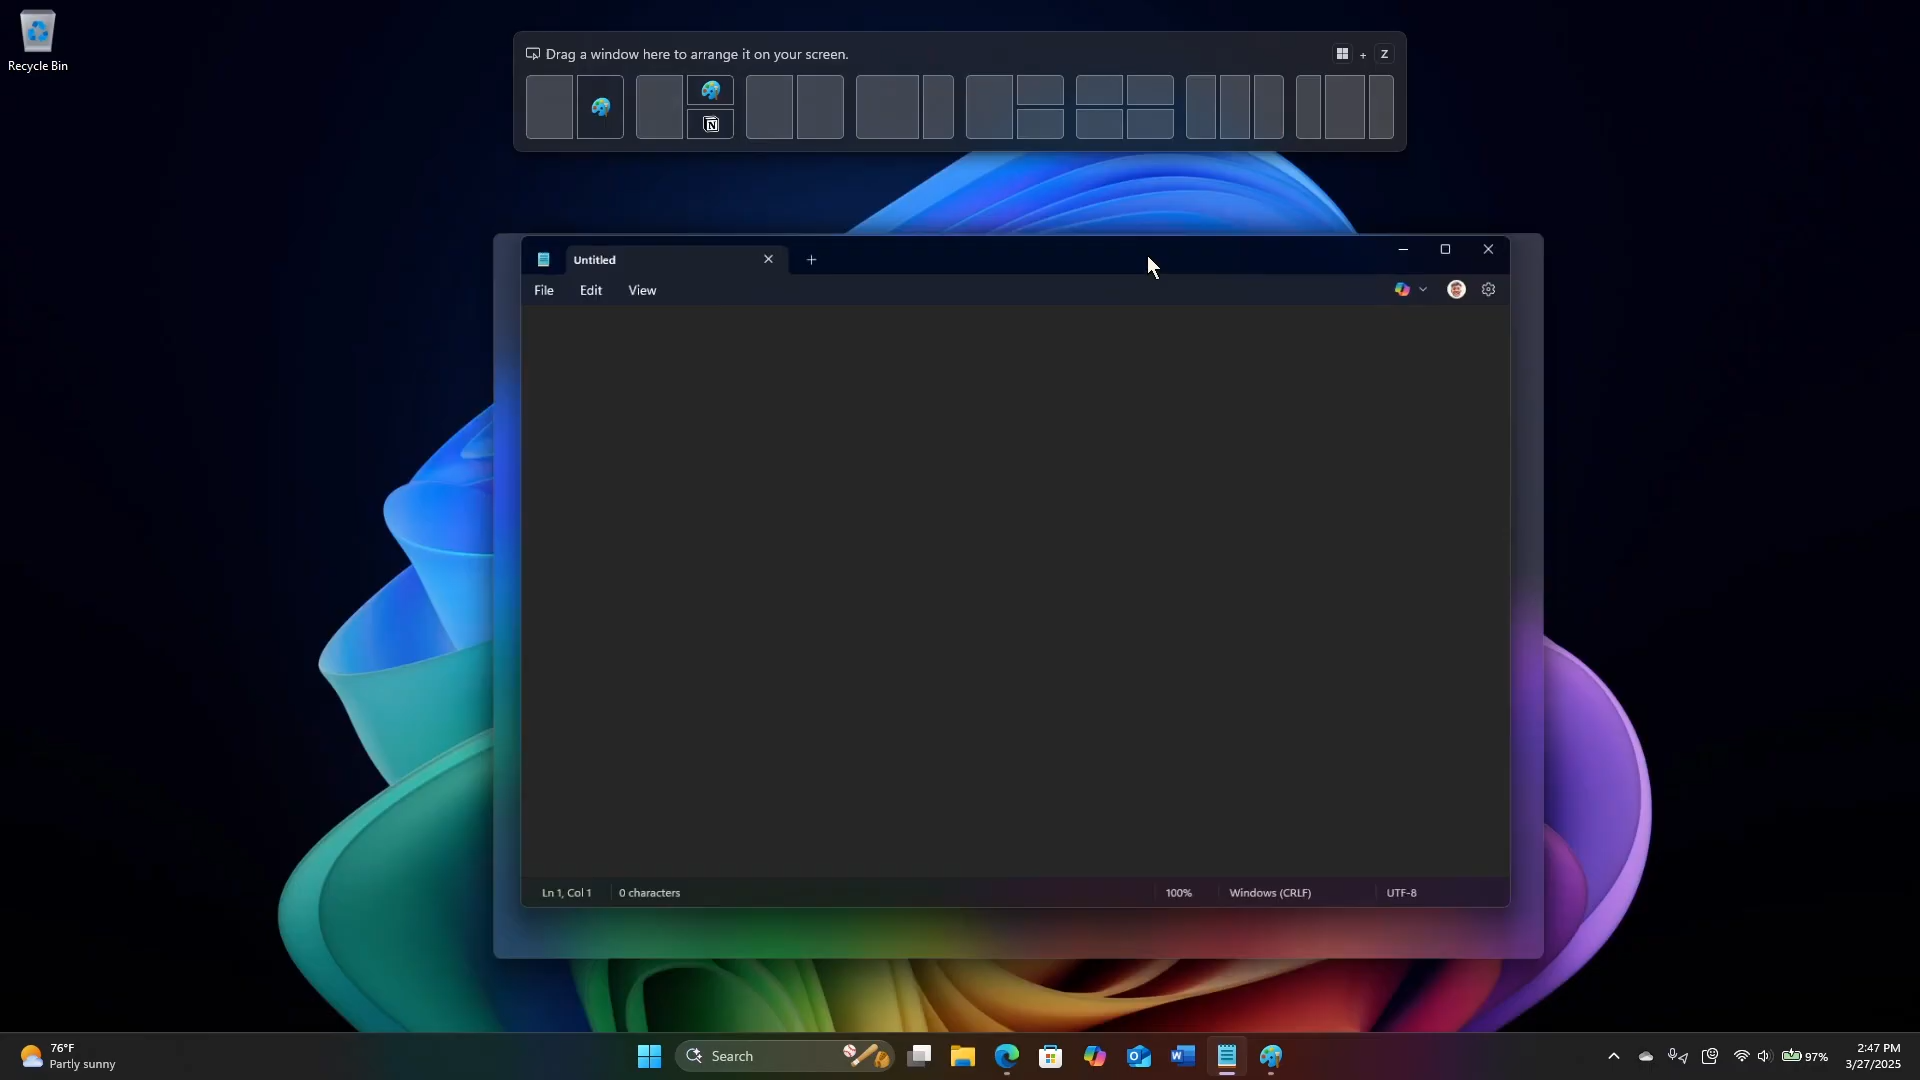 Recycle Bin
Drag a window here to arrange it on your screen.
+ Z
Untitled
File Edit View
Ln 1, Col 1 0 characters 100% Windows (CRLF) UTF-8
76°F
Partly sunny
Search
97%
2:47 PM
3/27/2025